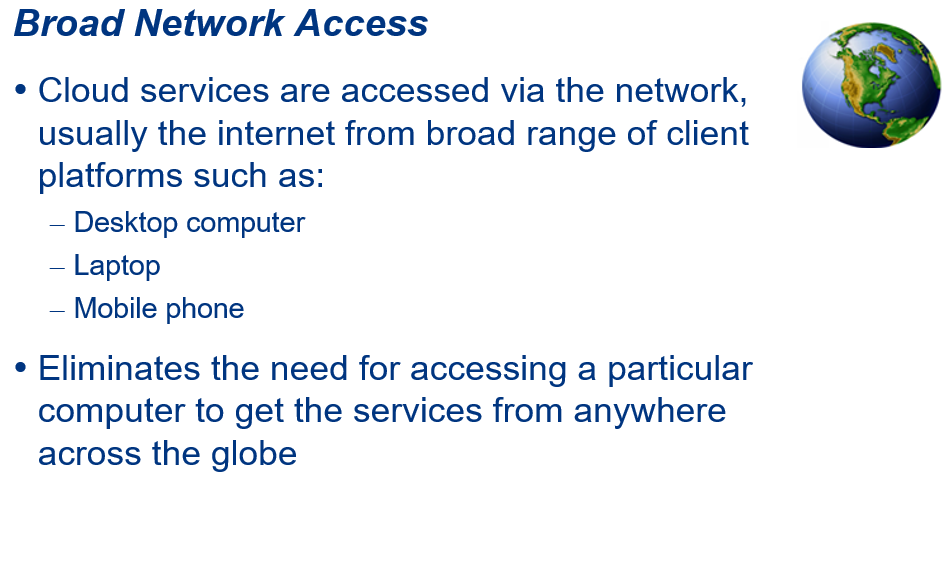 Broad Network Access
• Cloud services are accessed via the network,
usually the internet from broad range of client
platforms such as:
– Desktop computer
– Laptop
– Mobile phone
• Eliminates the need for accessing a particular
computer to get the services from anywhere
across the globe